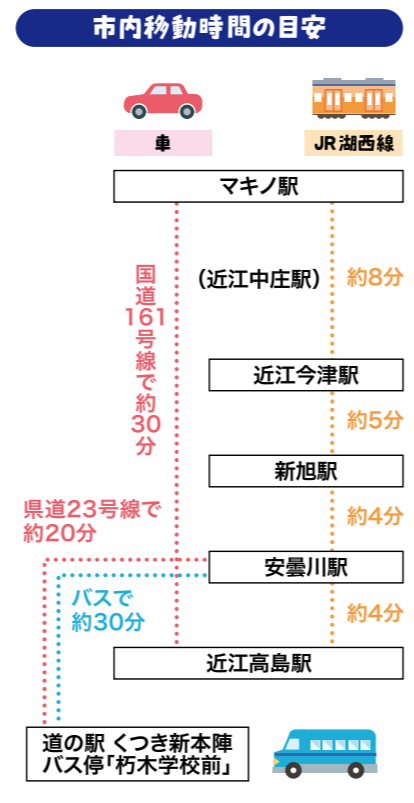 市内移動時間の目安
車
JR湖西線
マキノ駅
国道161号線で約30分
（近江中庄駅）
約8分
近江今津駅
約5分
新旭駅
約4分
県道23号線で
約20分
安曇川駅
バスで
約30分
約4分
近江高島駅
道の駅 くつき新本陣
バス停「朽木学校前」